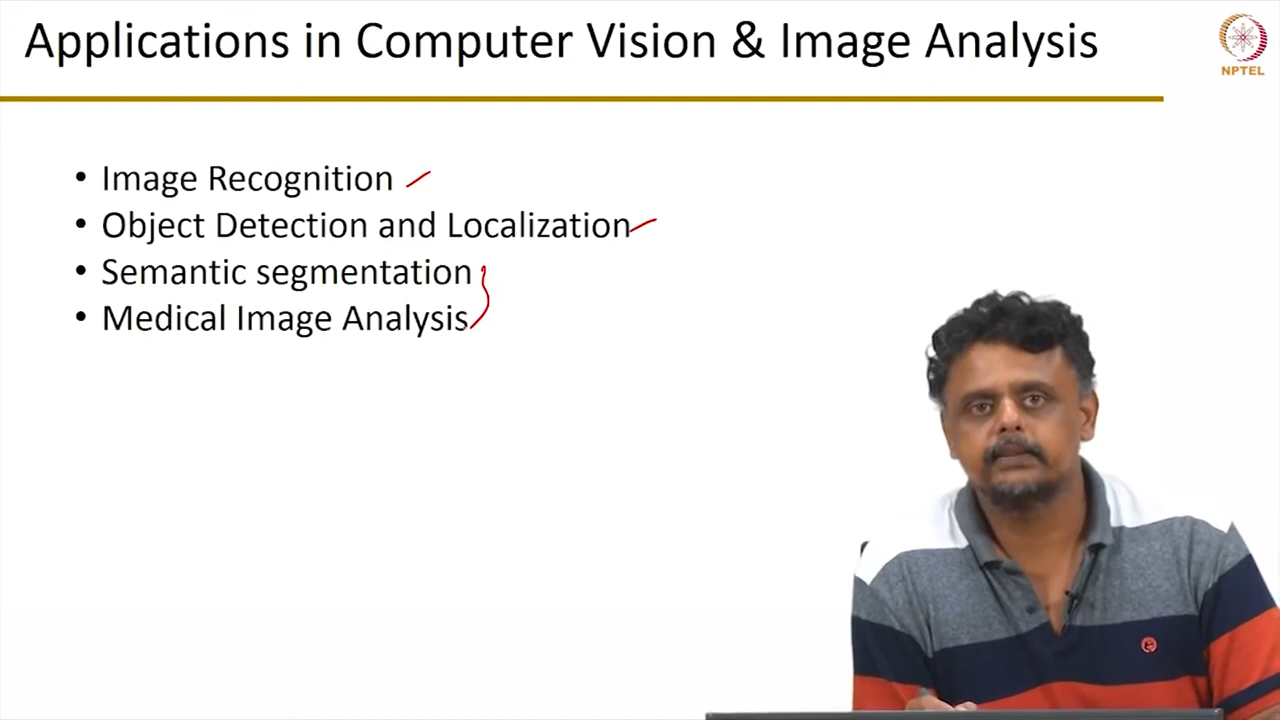 Applications in Computer Vision & Image Analysis
NPTEL
• Image Recognition
• Object Detection and Localization
• Semantic segmentation
• Medical Image Analysis